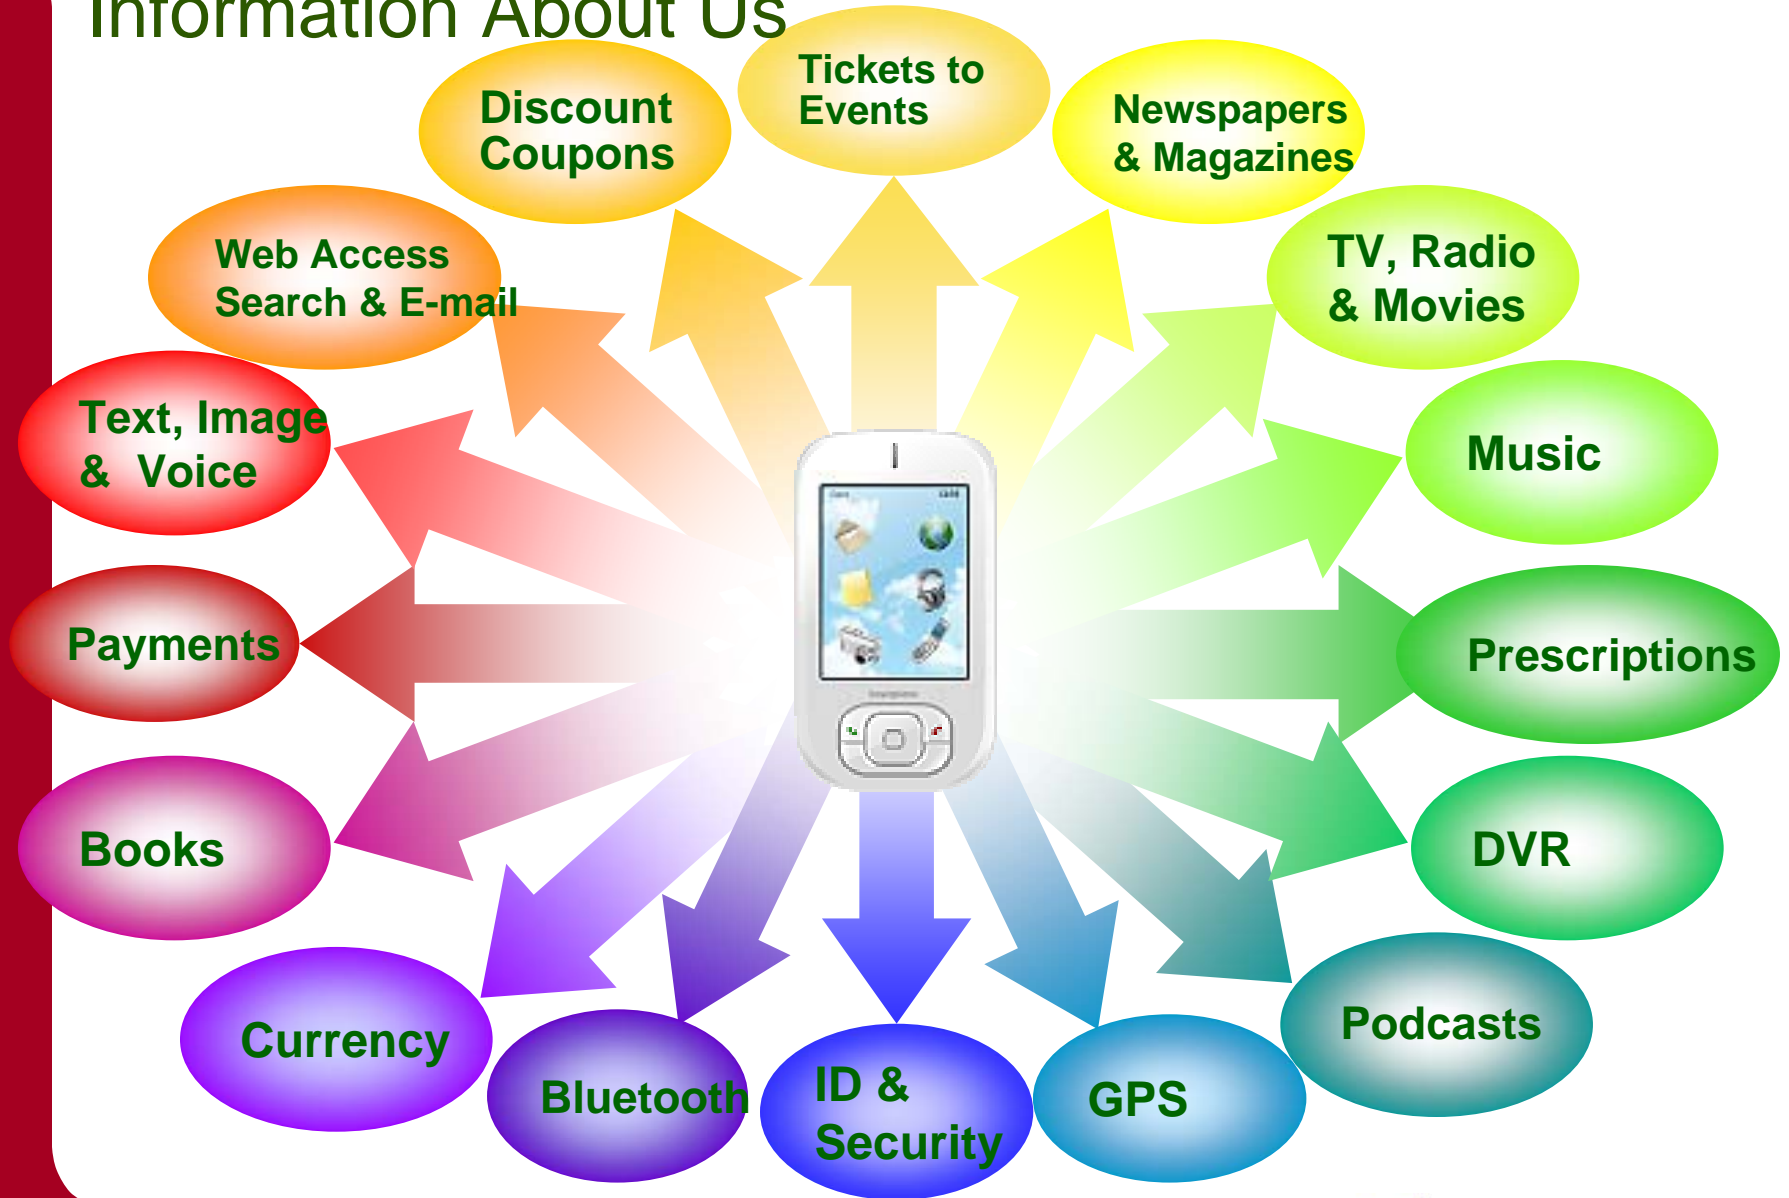 Information About Us
Tickets to
Events
Discount
Coupons
Newspapers
& Magazines
Web Access
Search & E-mail
TV, Radio
& Movies
Text, Image
& Voice
Music
Payments
Prescriptions
Books
DVR
Currency
Podcasts
Bluetooth
ID &
Security
GPS